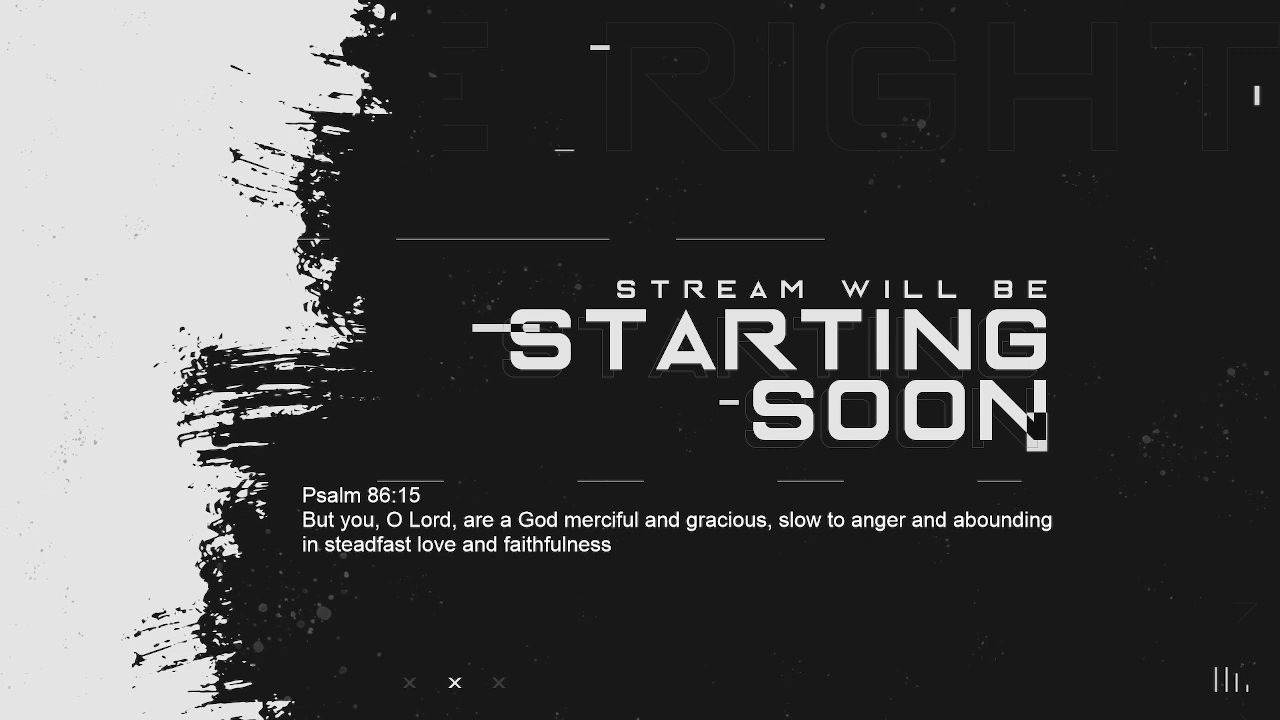 E RIGHT
STREAM WILL BE
STARTING
SOON
Psalm 86:15
But you, O Lord, are a God merciful and gracious, slow to anger and abounding
in steadfast love and faithfulness